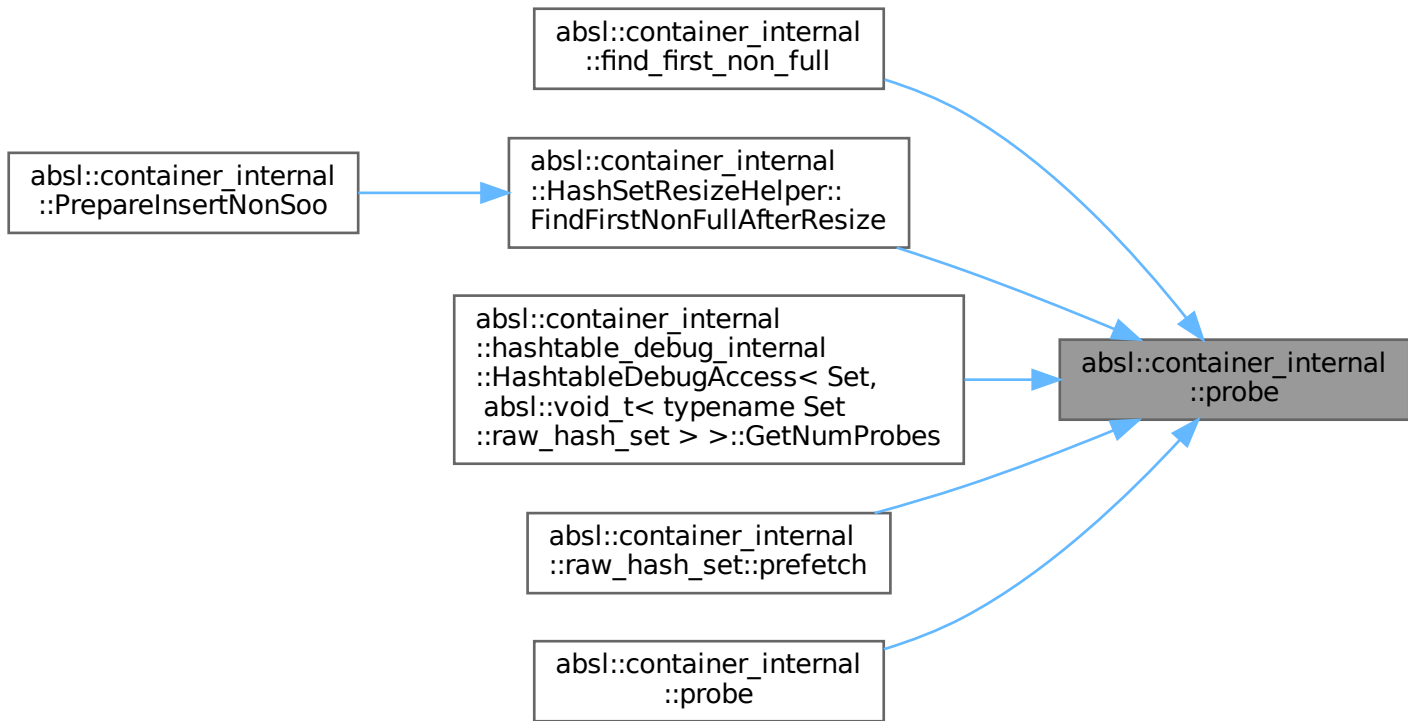 absl::container_internal
::find_first_non_full
absl::container_internal
::PrepareInsertNonSoo
absl::container_internal
::HashSetResizeHelper::
FindFirstNonFullAfterResize
absl::container_internal
::hashtable_debug_internal
::HashtableDebugAccess< Set,
absl::void_t< typename Set
::raw_hash_set > >::GetNumProbes
absl::container_internal
::probe
absl::container_internal
::raw_hash_set::prefetch
absl::container_internal
::probe